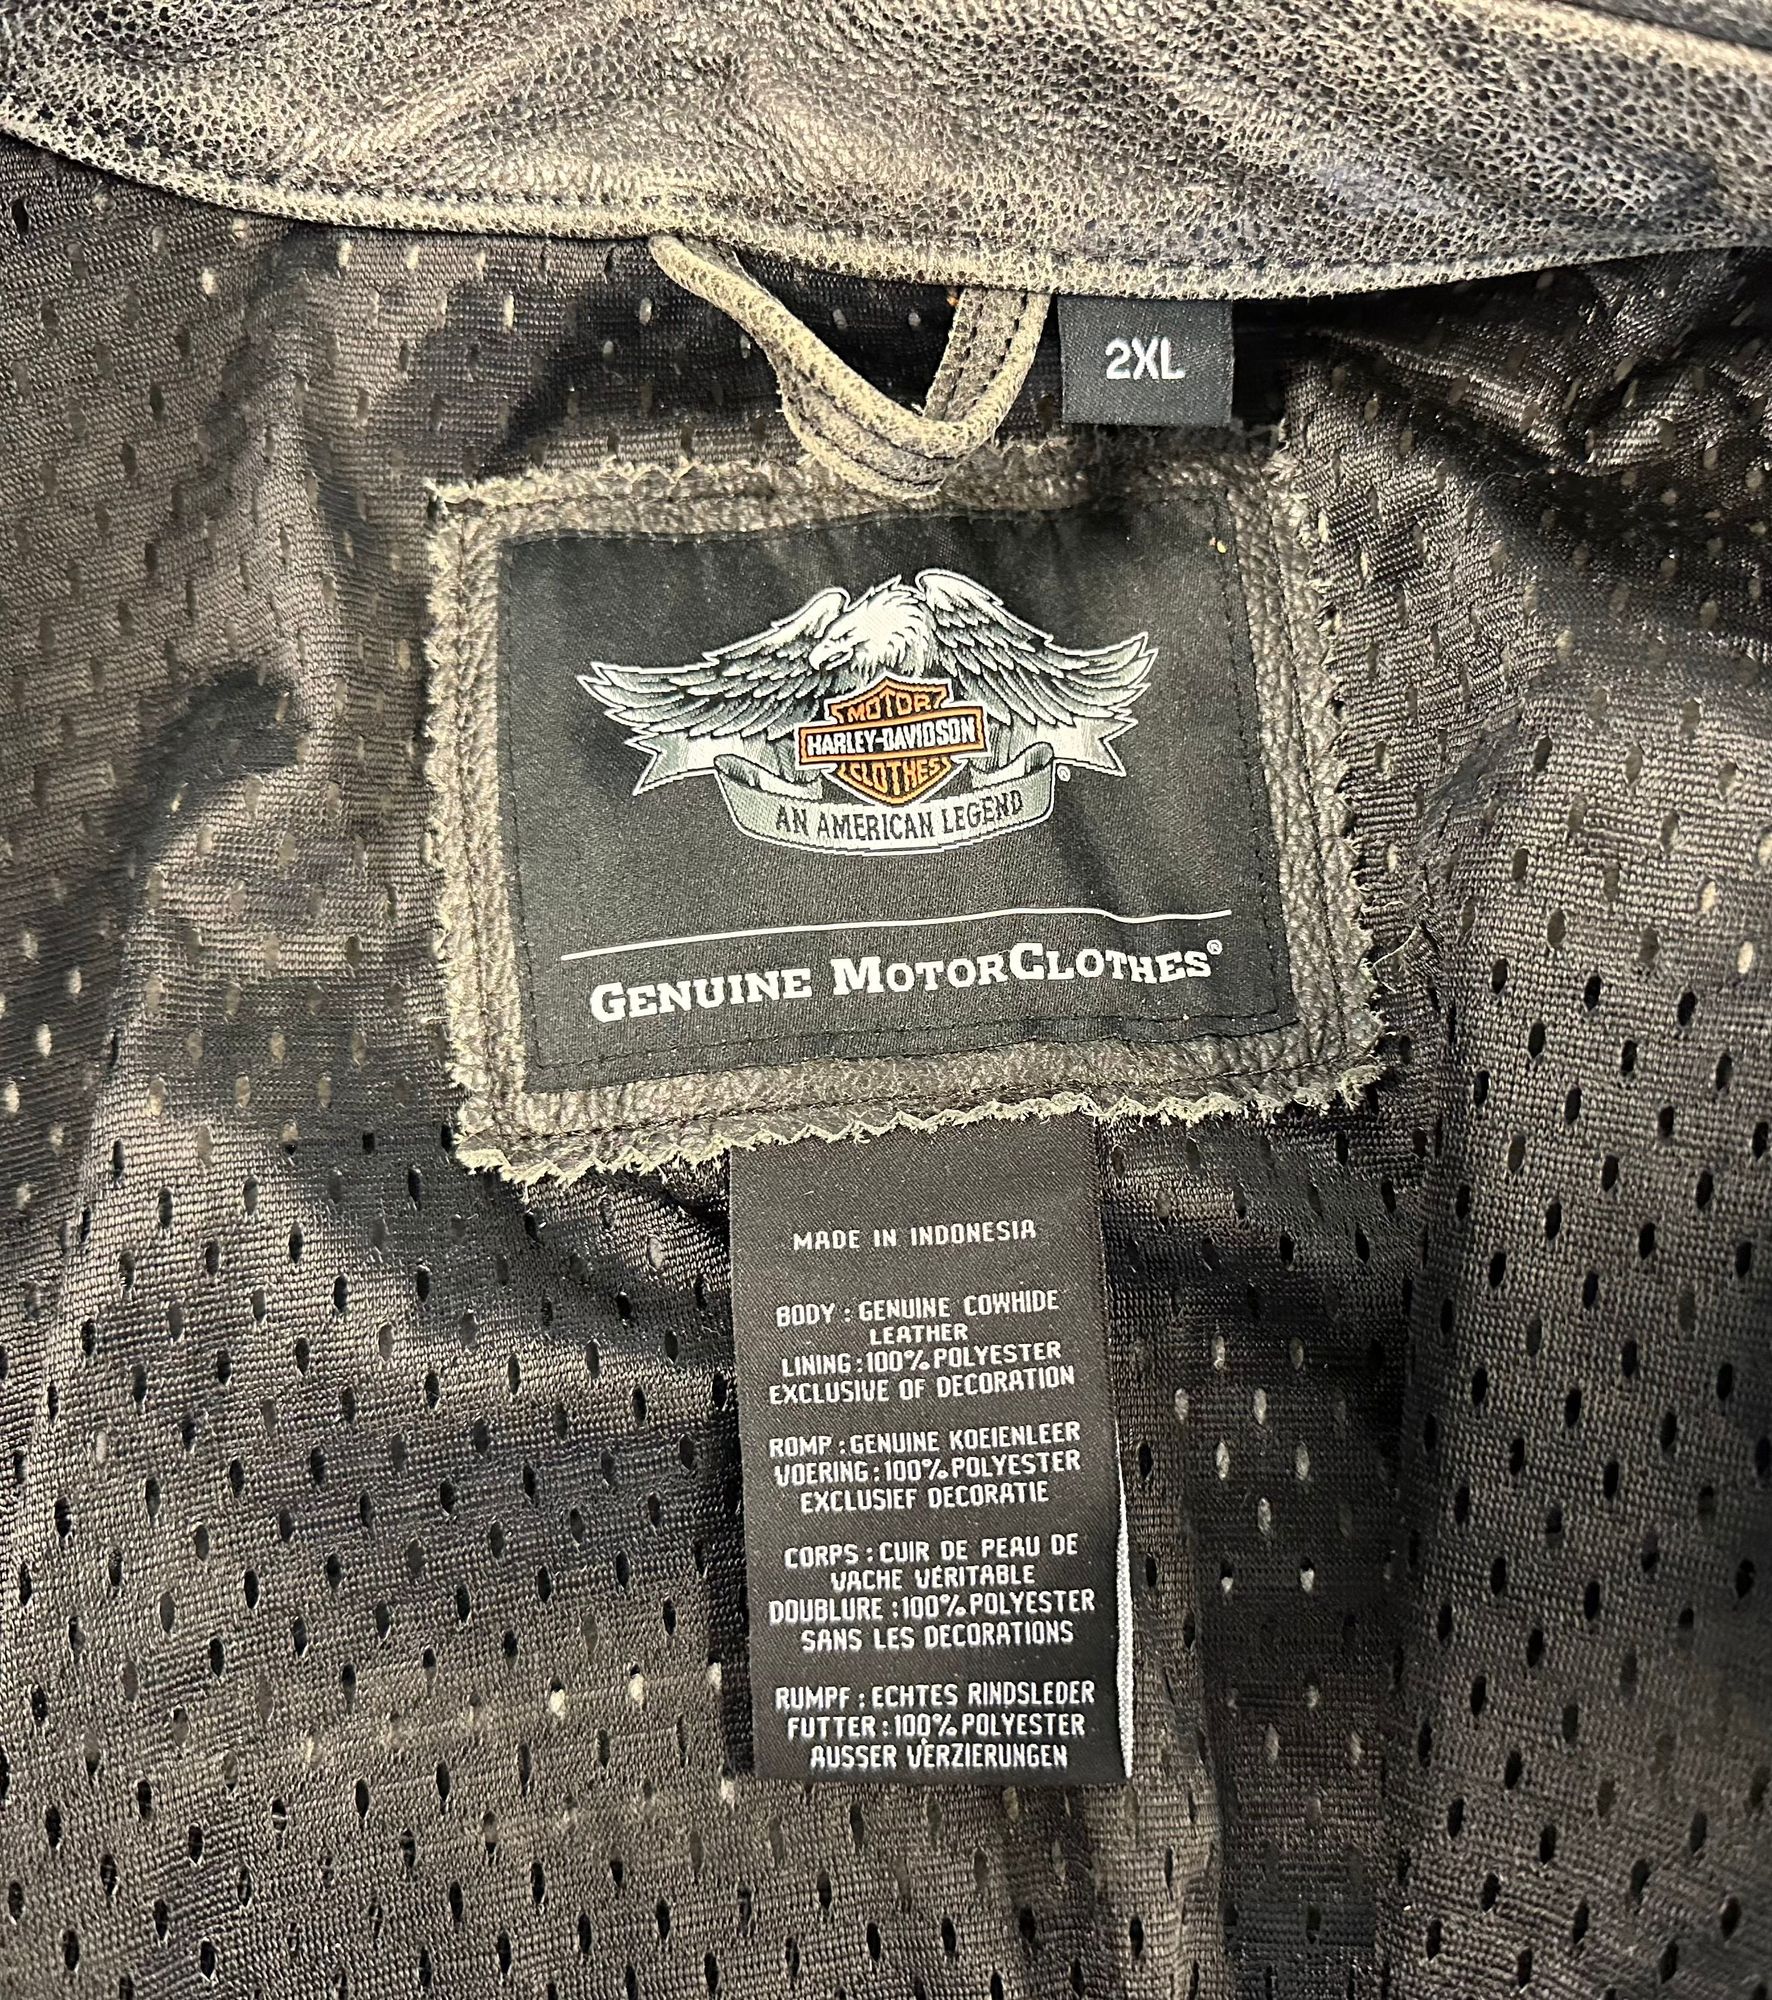 2XL
MOTOR
HARLEY-DAVIDSON
CLOTHES
®
AN AMERICAN LEGEND
GENUINE MOTORCLOTHES®
MADE IN INDONESIA
BODY : GENUINE COWHIDE
LEATHER
LINING : 100% POLYESTER
EXCLUSIVE OF DECORATION
ROMP : GENUINE KOEIENLEER
VOERING : 100% POLYESTER
EXCLUSIEF DECORATIE
CORPS : CUIR DE PEAU DE
VACHE VÉRITABLE
DOUBLURE : 100% POLYESTER
SANS LES DECORATIONS
RUMPF : ECHTES RINDSLEDER
FUTTER : 100% POLYESTER
AUSSER VERZIERUNGEN